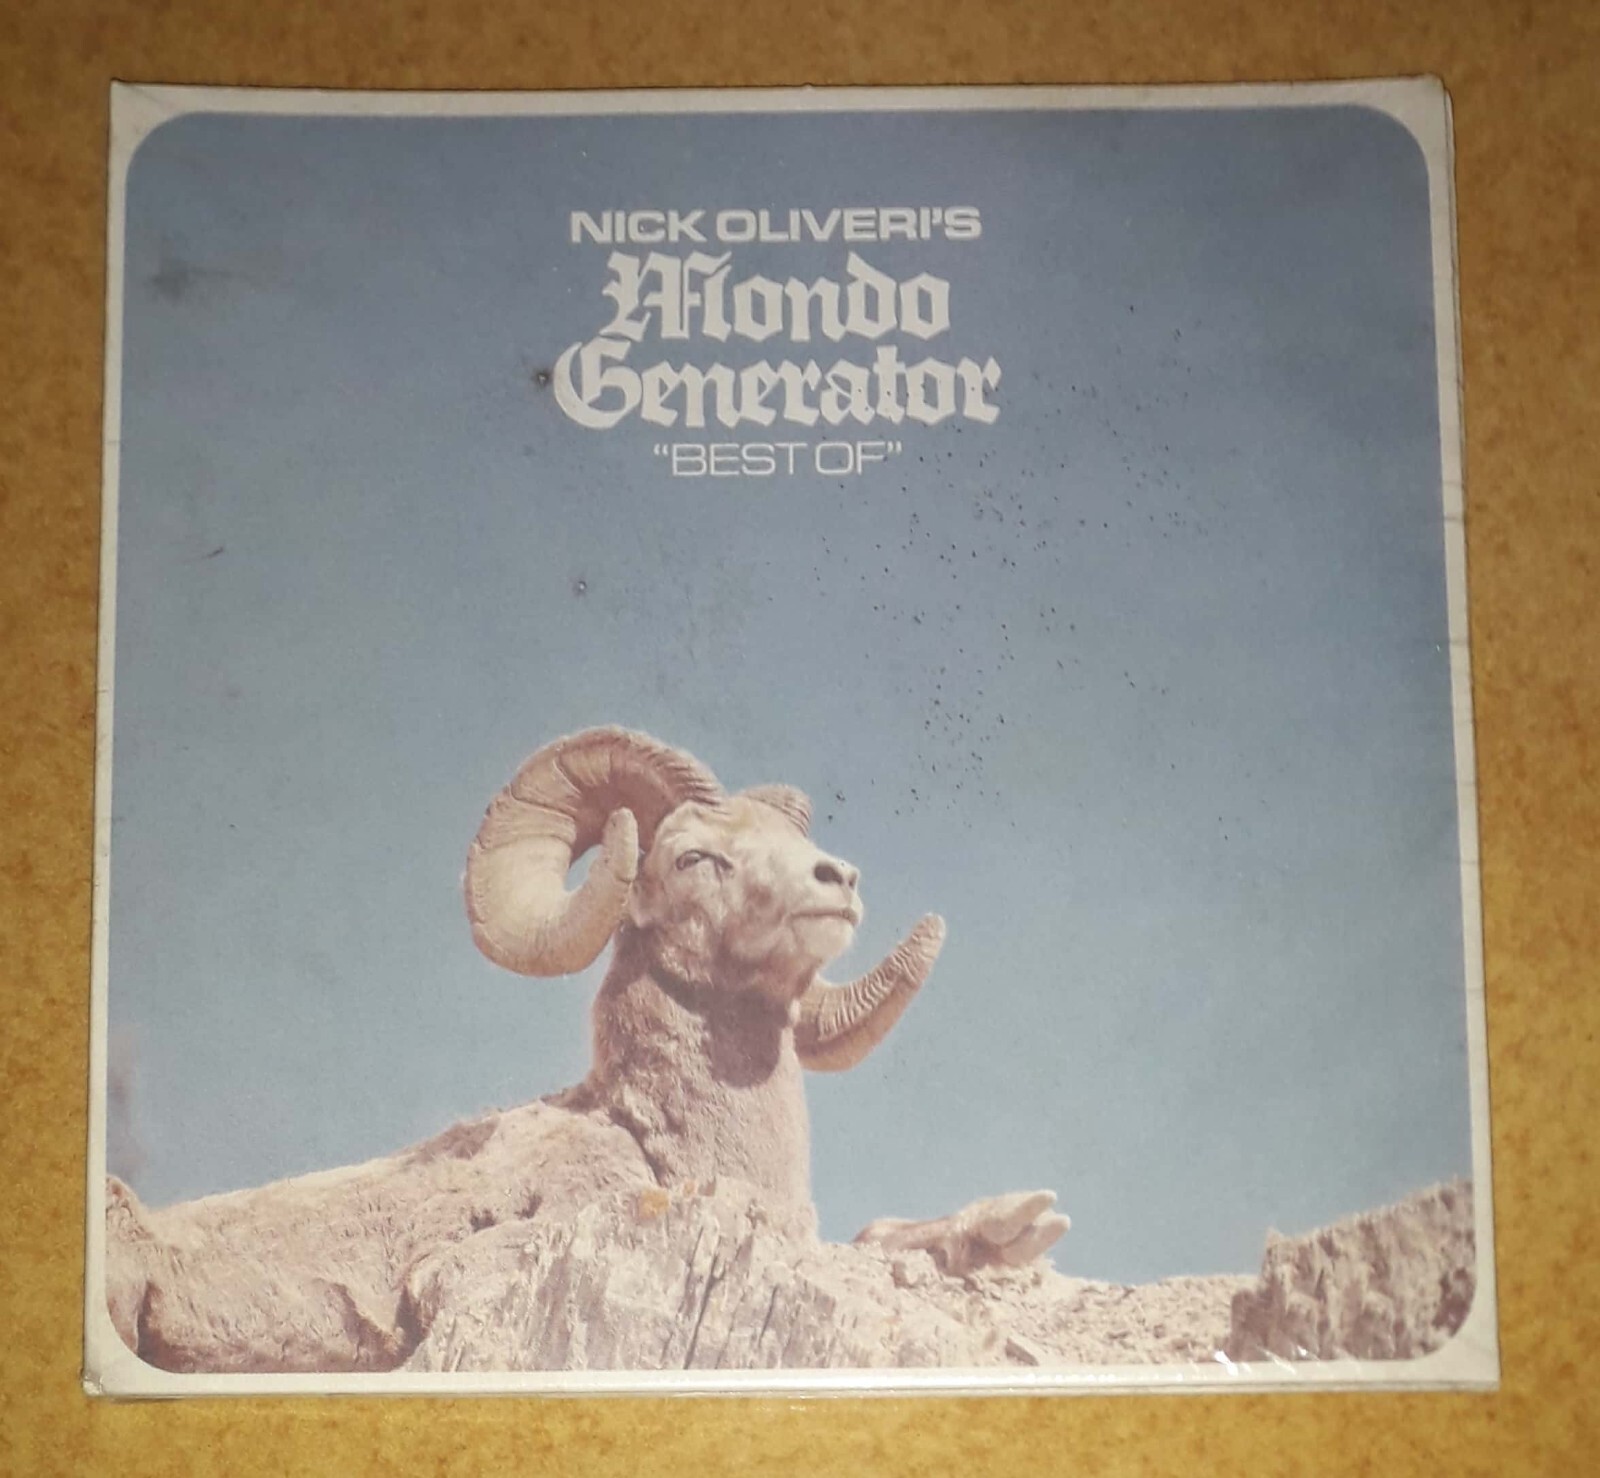 NICK OLIVERI'S
Mondo
Generator
"BEST OF"